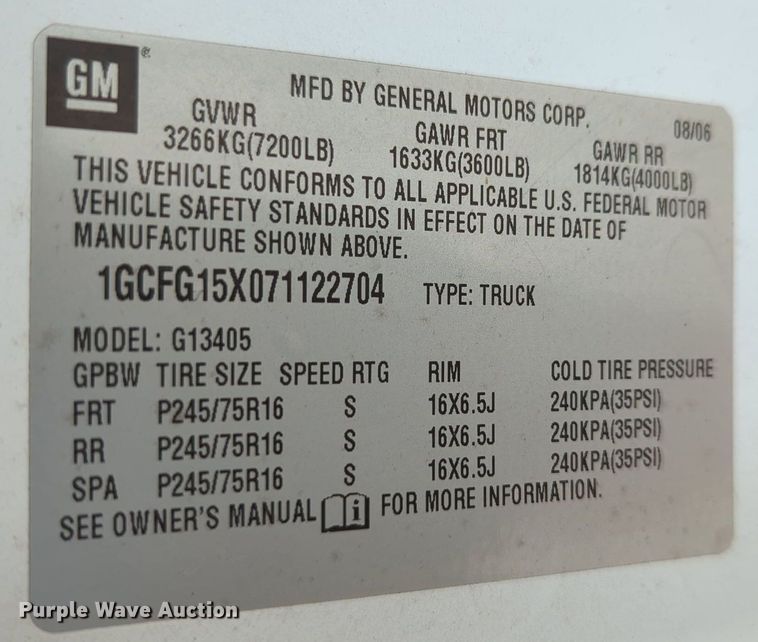 GM ®
MFD BY GENERAL MOTORS CORP. 08/06
GVWR GAWR FRT GAWR RR
3266KG(7200LB) 1633KG(3600LB) 1814KG(4000LB)
THIS VEHICLE CONFORMS TO ALL APPLICABLE U.S. FEDERAL MOTOR
VEHICLE SAFETY STANDARDS IN EFFECT ON THE DATE OF
MANUFACTURE SHOWN ABOVE.
1GCFG15X071122704 TYPE: TRUCK
MODEL: G13405
GPBW TIRE SIZE SPEED RTG RIM COLD TIRE PRESSURE
FRT P245/75R16 S 16X6.5J 240KPA(35PSI)
RR P245/75R16 S 16X6.5J 240KPA(35PSI)
SPA P245/75R16 S 16X6.5J 240KPA(35PSI)
SEE OWNER'S MANUAL i FOR MORE INFORMATION.
Purple Wave Auction